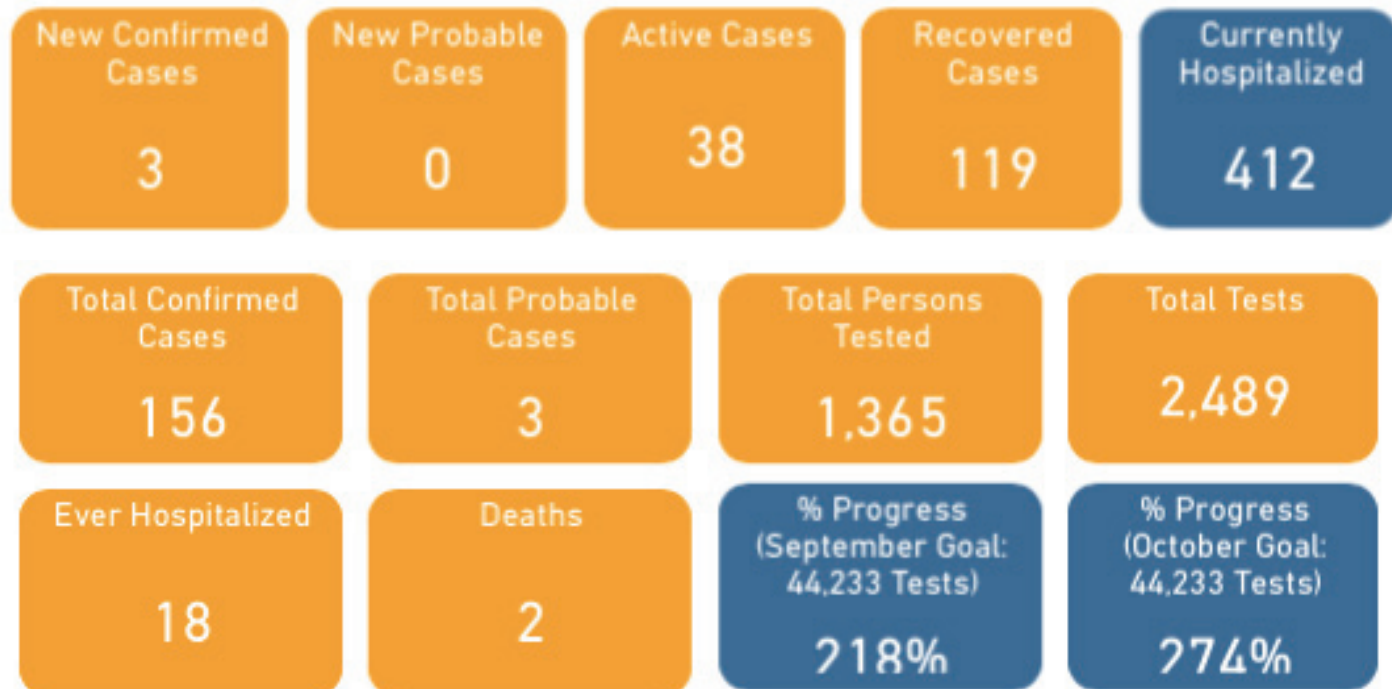 New Confirmed
Cases
3
New Probable
Cases
0
Active Cases
38
Recovered
Cases
119
Currently
Hospitalized
412
Total Confirmed
Cases
156
Total Probable
Cases
3
Total Persons
Tested
1,365
Total Tests
2,489
Ever Hospitalized
18
Deaths
2
% Progress
(September Goal:
44,233 Tests)
218%
% Progress
(October Goal:
44,233 Tests)
274%